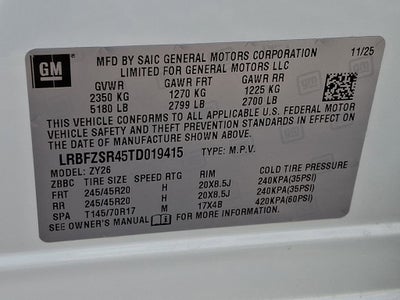 GM
MFD BY SAIC GENERAL MOTORS CORPORATION 11/25
LIMITED FOR GENERAL MOTORS LLC
GVWR GAWR FRT GAWR RR
2350 KG 1270 KG 1225 KG
5180 LB 2799 LB 2700 LB
THIS VEHICLE CONFORMS TO ALL APPLICABLE U.S. FEDERAL MOTOR
VEHICLE SAFETY AND THEFT PREVENTION STANDARDS IN EFFECT ON
THE DATE OF MANUFACTURE SHOWN ABOVE.
LRBFZSR45TD019415 TYPE: M.P.V.
MODEL: ZY26
ZBBC TIRE SIZE SPEED RTG RIM COLD TIRE PRESSURE
FRT 245/45R20 H 20X8.5J 240KPA(35PSI)
RR 245/45R20 H 20X8.5J 240KPA(35PSI)
SPA T145/70R17 M 17X4B 420KPA(60PSI)
SEE OWNER'S MANUAL FOR ADDITIONAL INFORMATION.